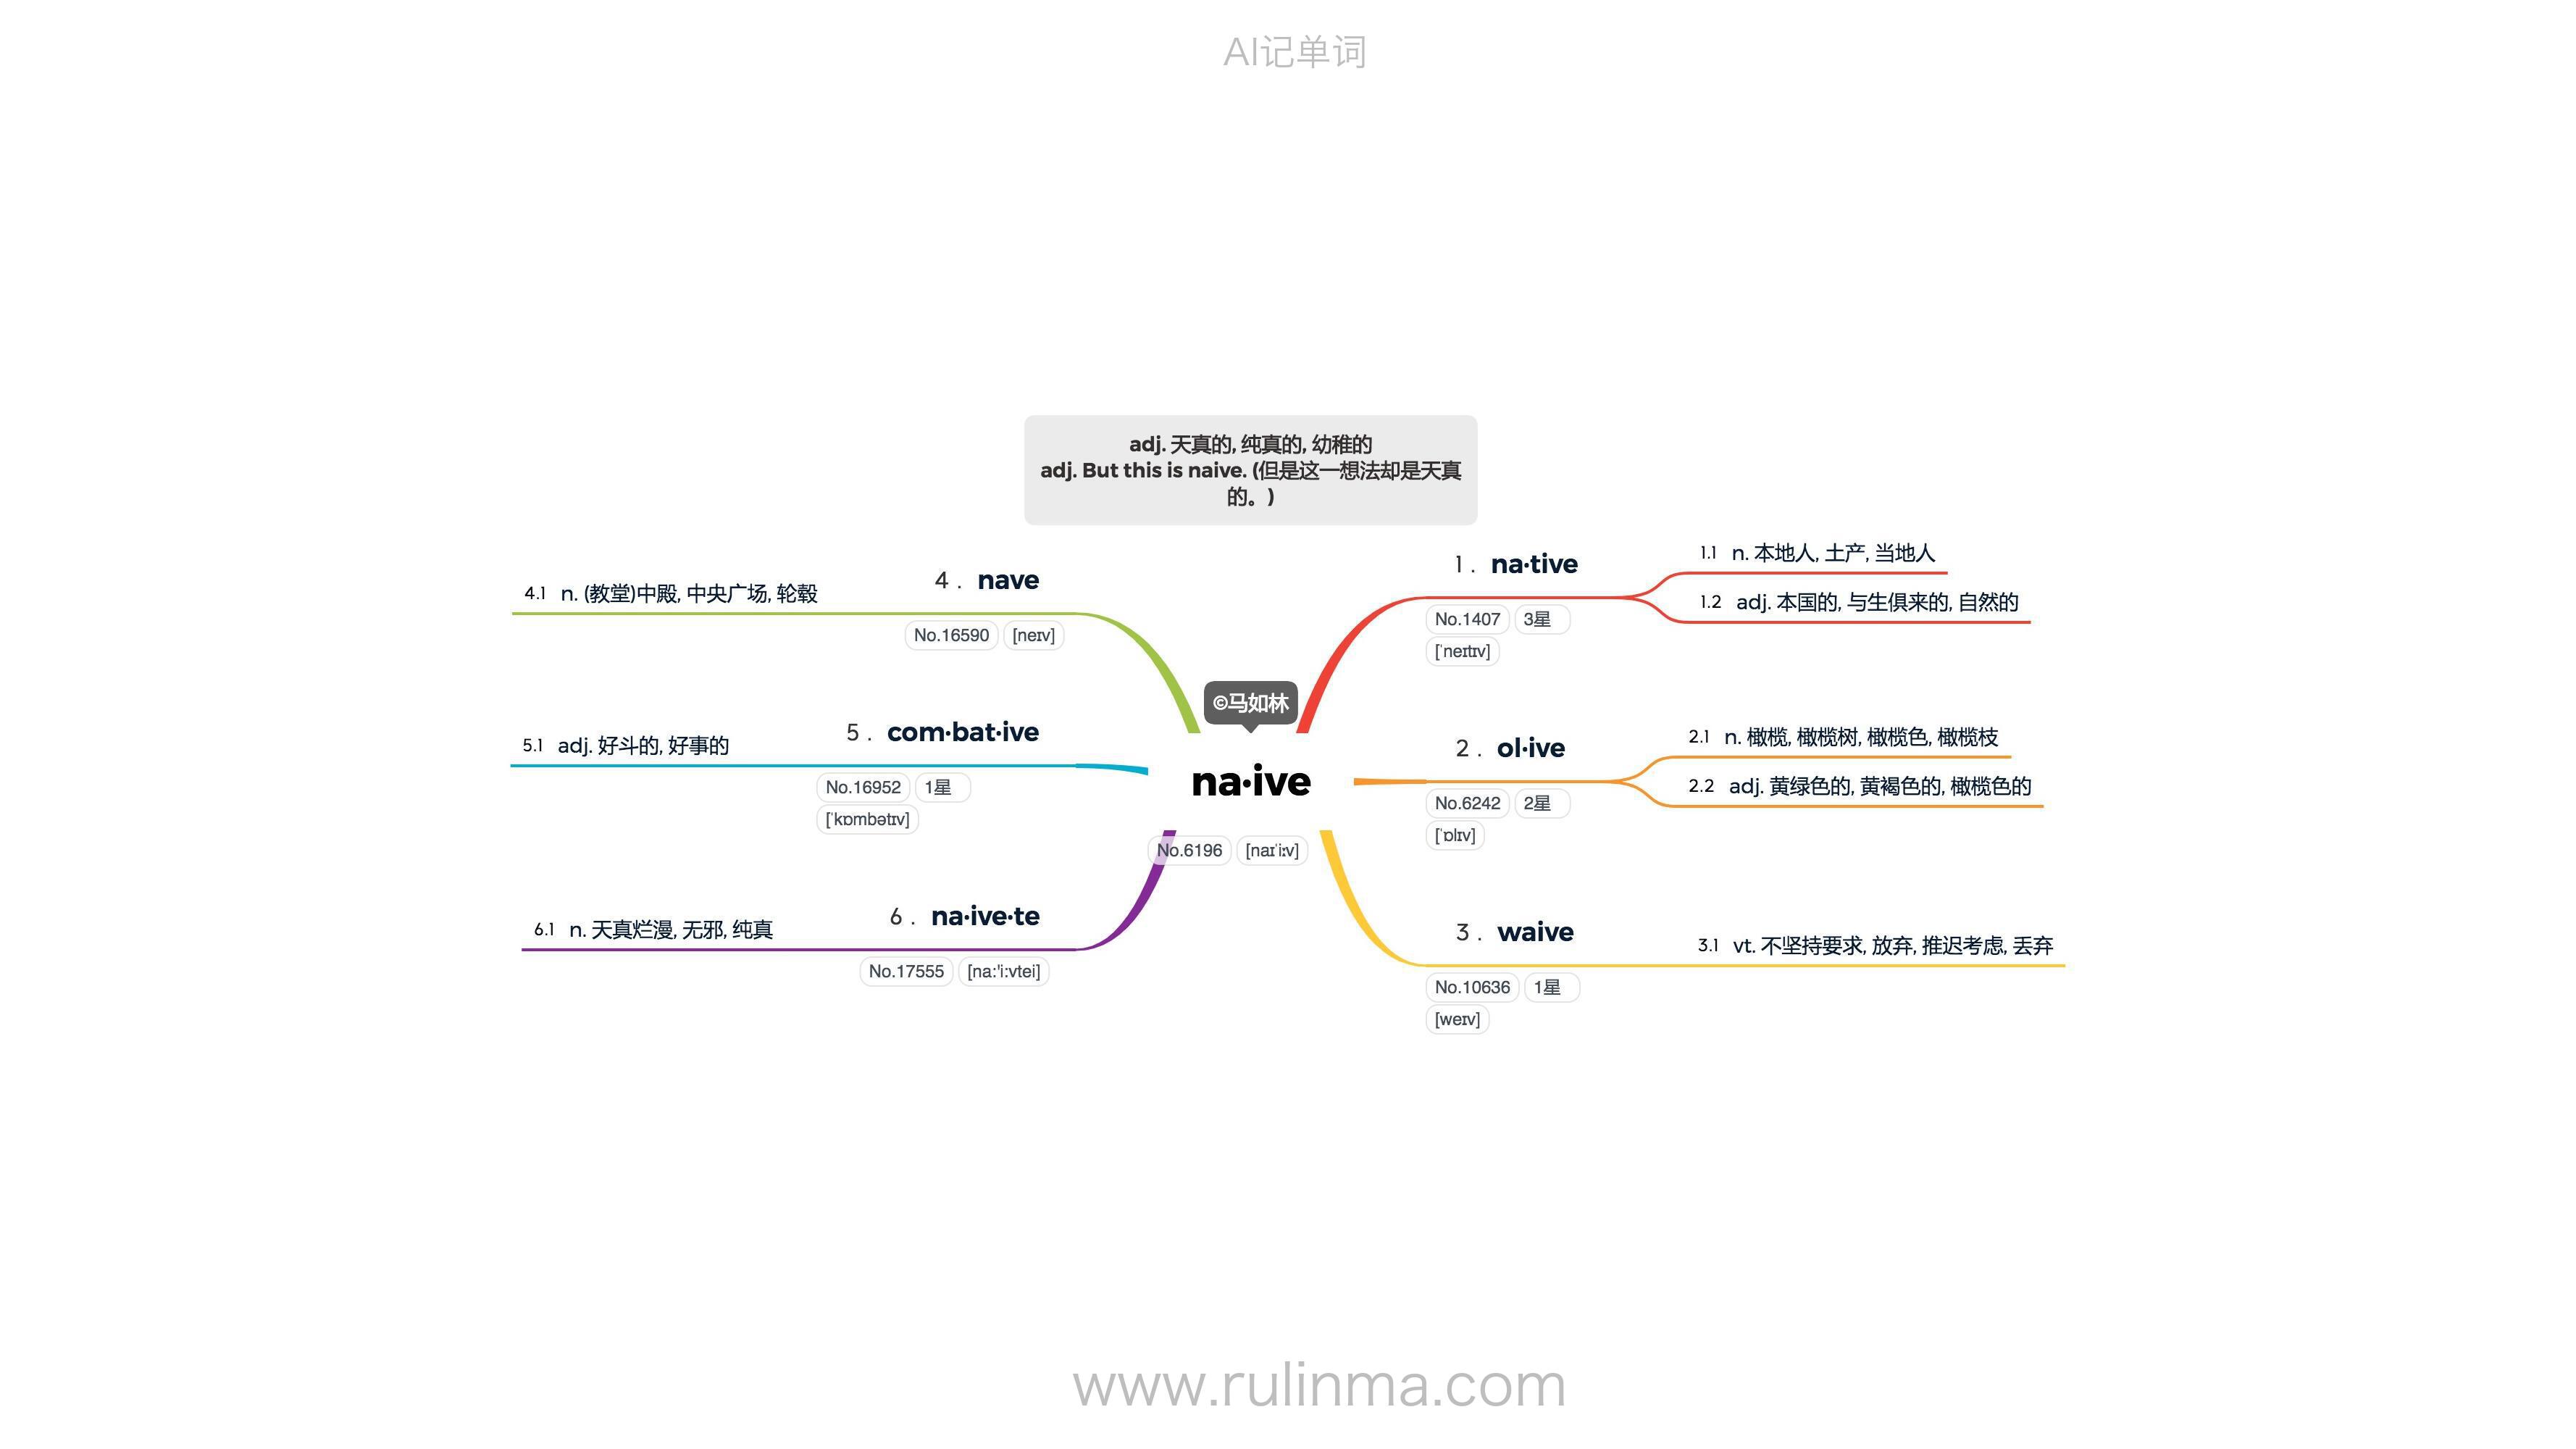 AI记单词
adj. 天真的, 纯真的, 幼稚的
adj. But this is naive. (但是这一想法却是天真
的。)
©马如林
na·ive
No.6196 [naɪˈiːv]
1 . na·tive
No.1407 3星
[ˈneɪtɪv]
1.1 n. 本地人, 土产, 当地人
1.2 adj. 本国的, 与生俱来的, 自然的
2 . ol·ive
No.6242 2星
[ˈɒlɪv]
2.1 n. 橄榄, 橄榄树, 橄榄色, 橄榄枝
2.2 adj. 黄绿色的, 黄褐色的, 橄榄色的
3 . waive
No.10636 1星
[weɪv]
3.1 vt. 不坚持要求, 放弃, 推迟考虑, 丢弃
4 . nave
No.16590 [neɪv]
4.1 n. (教堂)中殿, 中央广场, 轮毂
5 . com·bat·ive
No.16952 1星
[ˈkɒmbətɪv]
5.1 adj. 好斗的, 好事的
6 . na·ive·te
No.17555 [na:ˈi:vtei]
6.1 n. 天真烂漫, 无邪, 纯真
www.rulinma.com